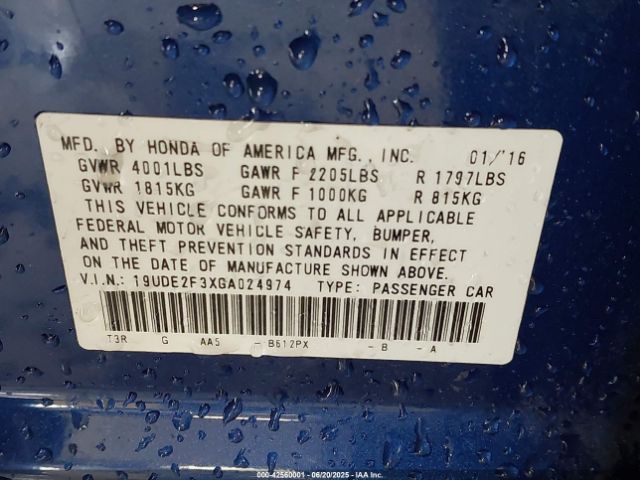 MFD. BY HONDA OF AMERICA MFG., INC. 01/'16
GVWR 4001LBS GAWR F 2205LBS R 1797LBS
GVWR 1815KG GAWR F 1000KG R 815KG
THIS VEHICLE CONFORMS TO ALL APPLICABLE
FEDERAL MOTOR VEHICLE SAFETY, BUMPER,
AND THEFT PREVENTION STANDARDS IN EFFECT
ON THE DATE OF MANUFACTURE SHOWN ABOVE.
V.I.N.: 19UDE2F3XGA024974 TYPE: PASSENGER CAR
T3R G AA5 - B612PX - B - A
000-42560001 - 06/20/2025 - IAA Inc.